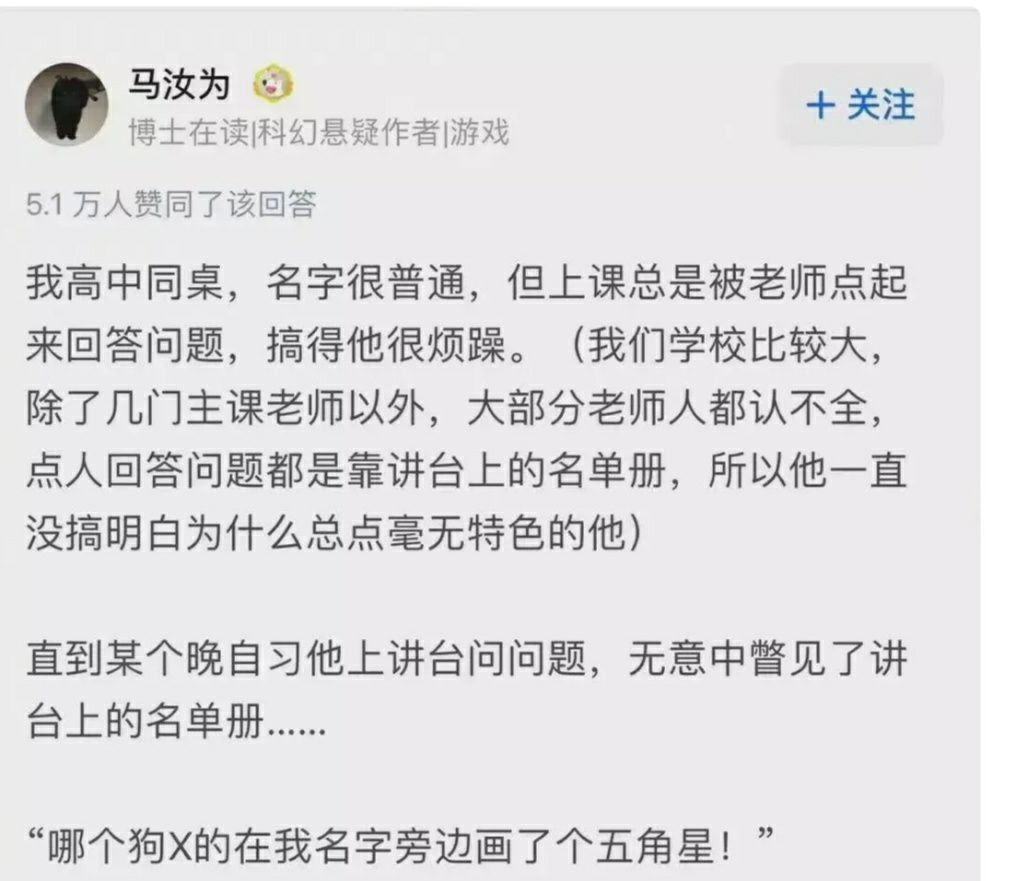 马汝为
博士在读|科幻悬疑作者|游戏
+ 关注
5.1 万人赞同了该回答
我高中同桌，名字很普通，但上课总是被老师点起
来回答问题，搞得他很烦躁。（我们学校比较大，
除了几门主课老师以外，大部分老师人都认不全，
点人回答问题都是靠讲台上的名单册，所以他一直
没搞明白为什么总点毫无特色的他）
直到某个晚自习他上讲台问问题，无意中瞥见了讲
台上的名单册……
“哪个狗X的在我名字旁边画了个五角星！”